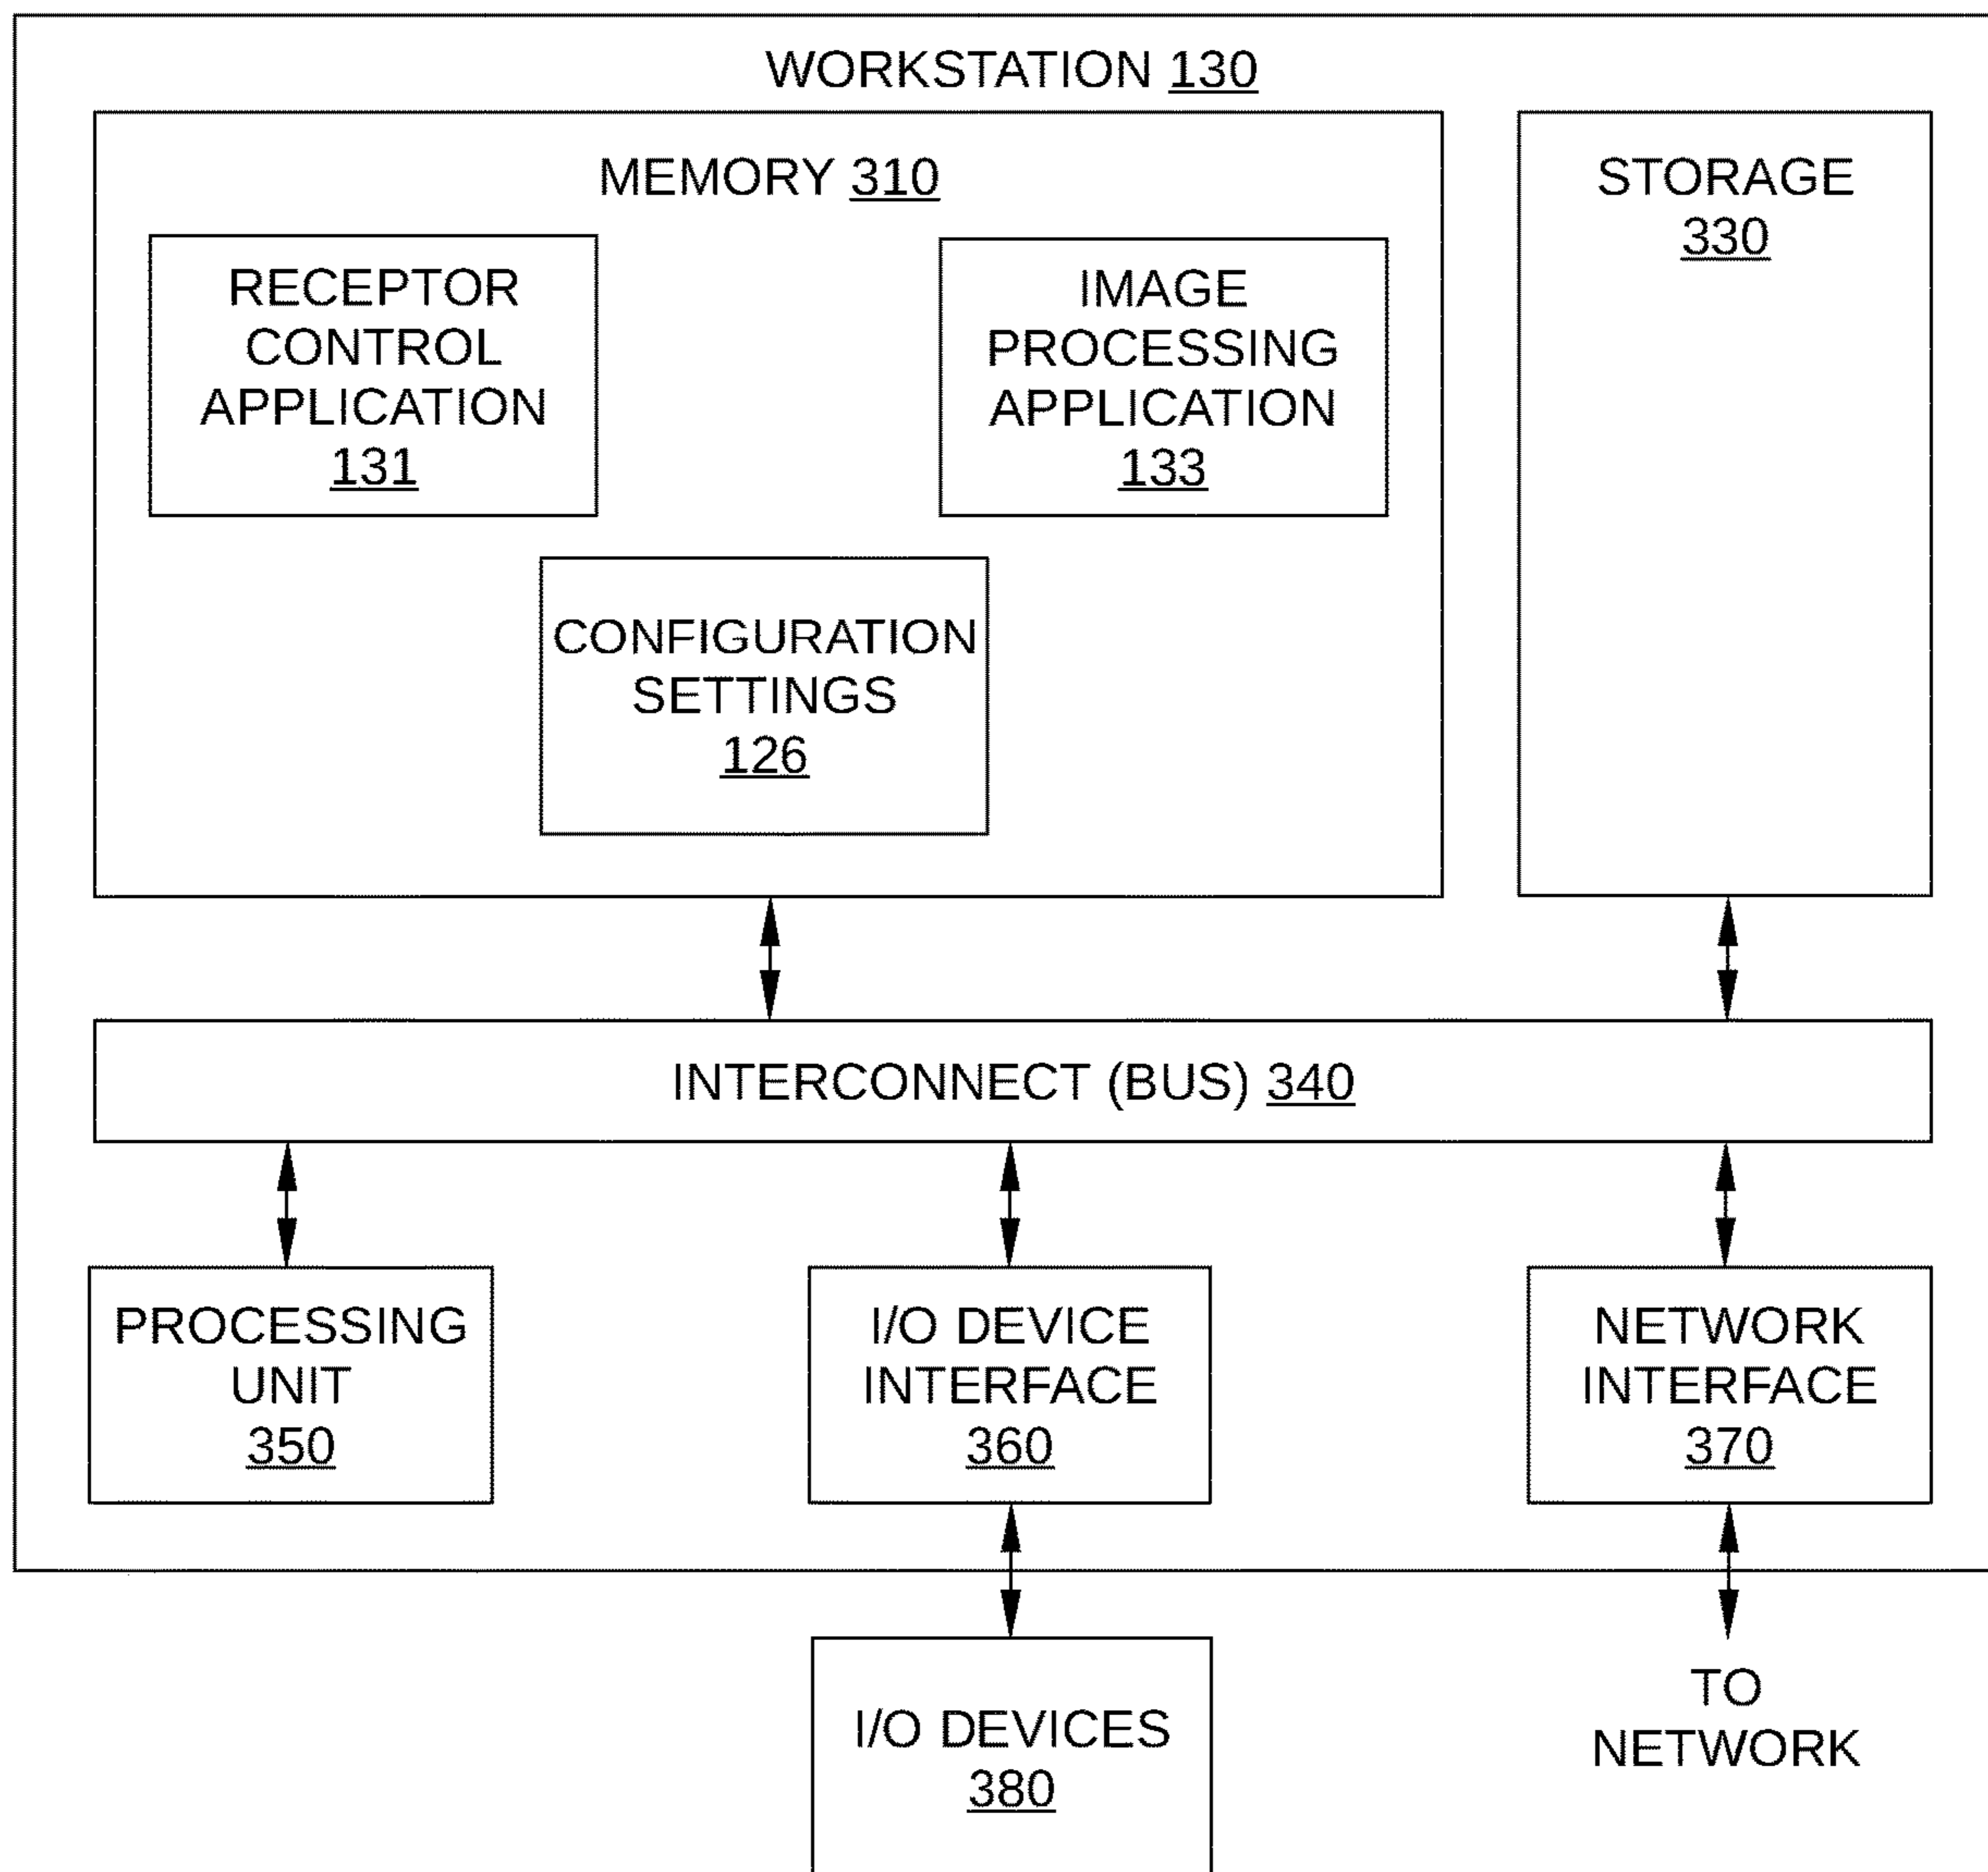 WORKSTATION 130
MEMORY 310
STORAGE
330
RECEPTOR
CONTROL
APPLICATION
131
IMAGE
PROCESSING
APPLICATION
133
CONFIGURATION
SETTINGS
126
INTERCONNECT (BUS) 340
PROCESSING
UNIT
350
I/O DEVICE
INTERFACE
360
NETWORK
INTERFACE
370
I/O DEVICES
380
TO
NETWORK